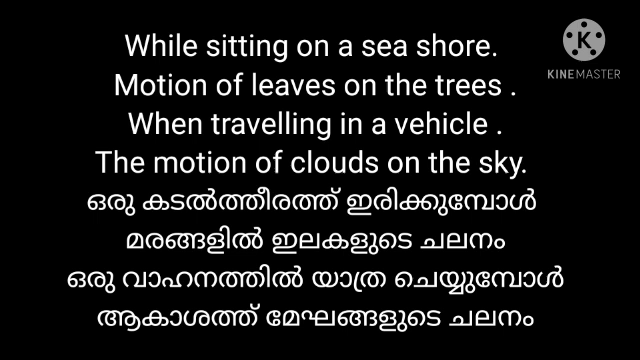 While sitting on a sea shore.
Motion of leaves on the trees .
When travelling in a vehicle .
The motion of clouds on the sky.
ഒരു കടൽത്തീരത്ത് ഇരിക്കുമ്പോൾ
മരങ്ങളിൽ ഇലകളുടെ ചലനം
ഒരു വാഹനത്തിൽ യാത്ര ചെയ്യുമ്പോൾ
ആകാശത്ത് മേഘങ്ങളുടെ ചലനം
K
KINEMASTER